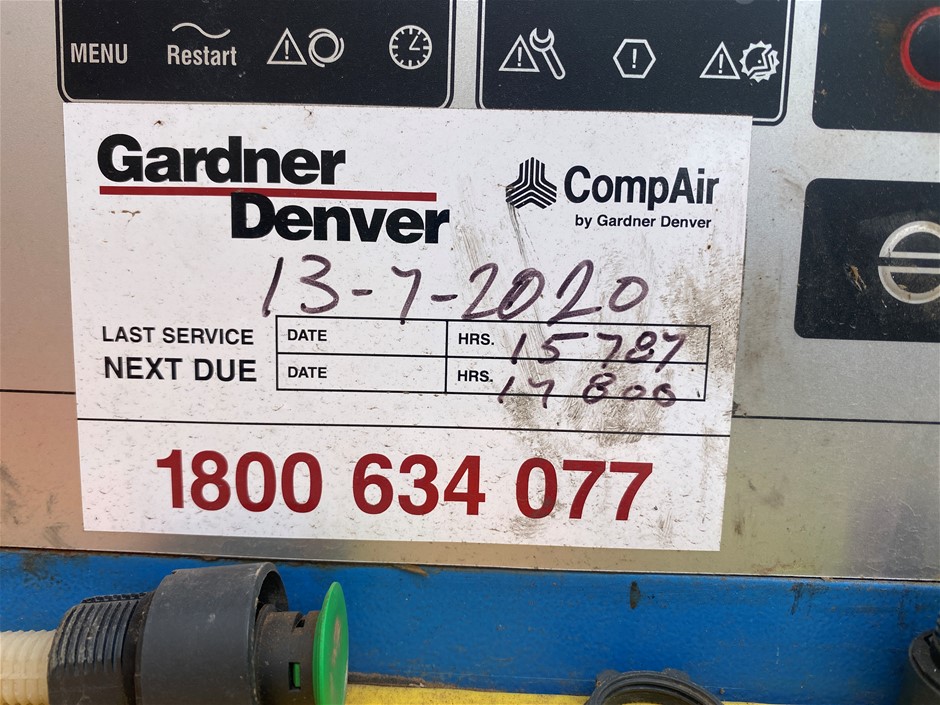 MENU Restart
Gardner
Denver
CompAir
by Gardner Denver
13-7-2020
LAST SERVICE DATE HRS. 15787
NEXT DUE DATE HRS. 17800
1800 634 077